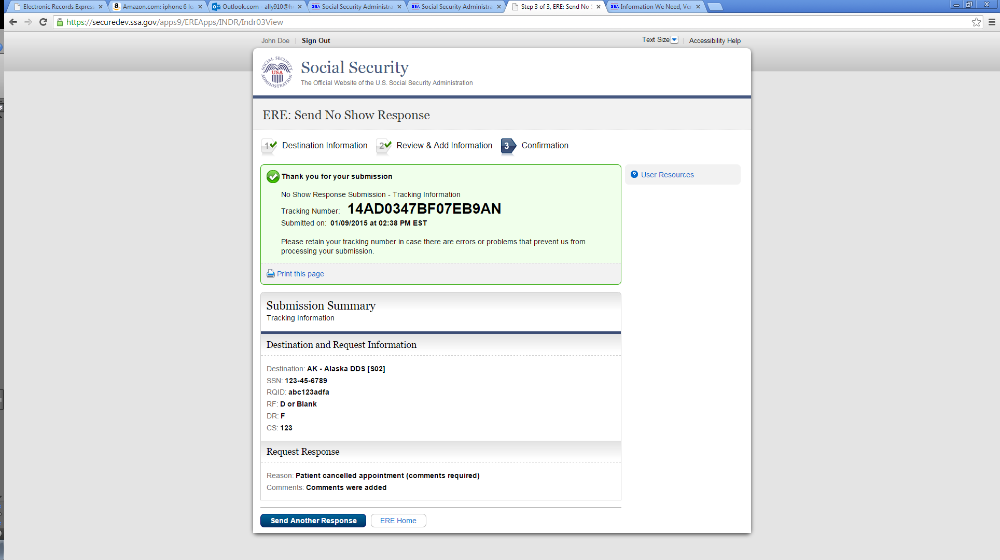 Electronic Records Express
Amazon.com: iphone 6 le
Outlook.com - ally910@h
SSA Social Security Administra
SSA Social Security Administra
Step 3 of 3, ERE: Send No S
SSA Information We Need, Ver
https://securedev.ssa.gov/apps9/EREApps/INDR/Indr03View
John Doe | Sign Out
Text Size | Accessibility Help
SOCIAL SECURITY ADMINISTRATION
USA
Social Security
The Official Website of the U.S. Social Security Administration
ERE: Send No Show Response
1 Destination Information 2 Review & Add Information 3 Confirmation
Thank you for your submission
No Show Response Submission - Tracking Information
Tracking Number: 14AD0347BF07EB9AN
Submitted on: 01/09/2015 at 02:38 PM EST
Please retain your tracking number in case there are errors or problems that prevent us from
processing your submission.
Print this page
? User Resources
Submission Summary
Tracking Information
Destination and Request Information
Destination: AK - Alaska DDS [S02]
SSN: 123-45-6789
RQID: abc123adfa
RF: D or Blank
DR: F
CS: 123
Request Response
Reason: Patient cancelled appointment (comments required)
Comments: Comments were added
Send Another Response ERE Home